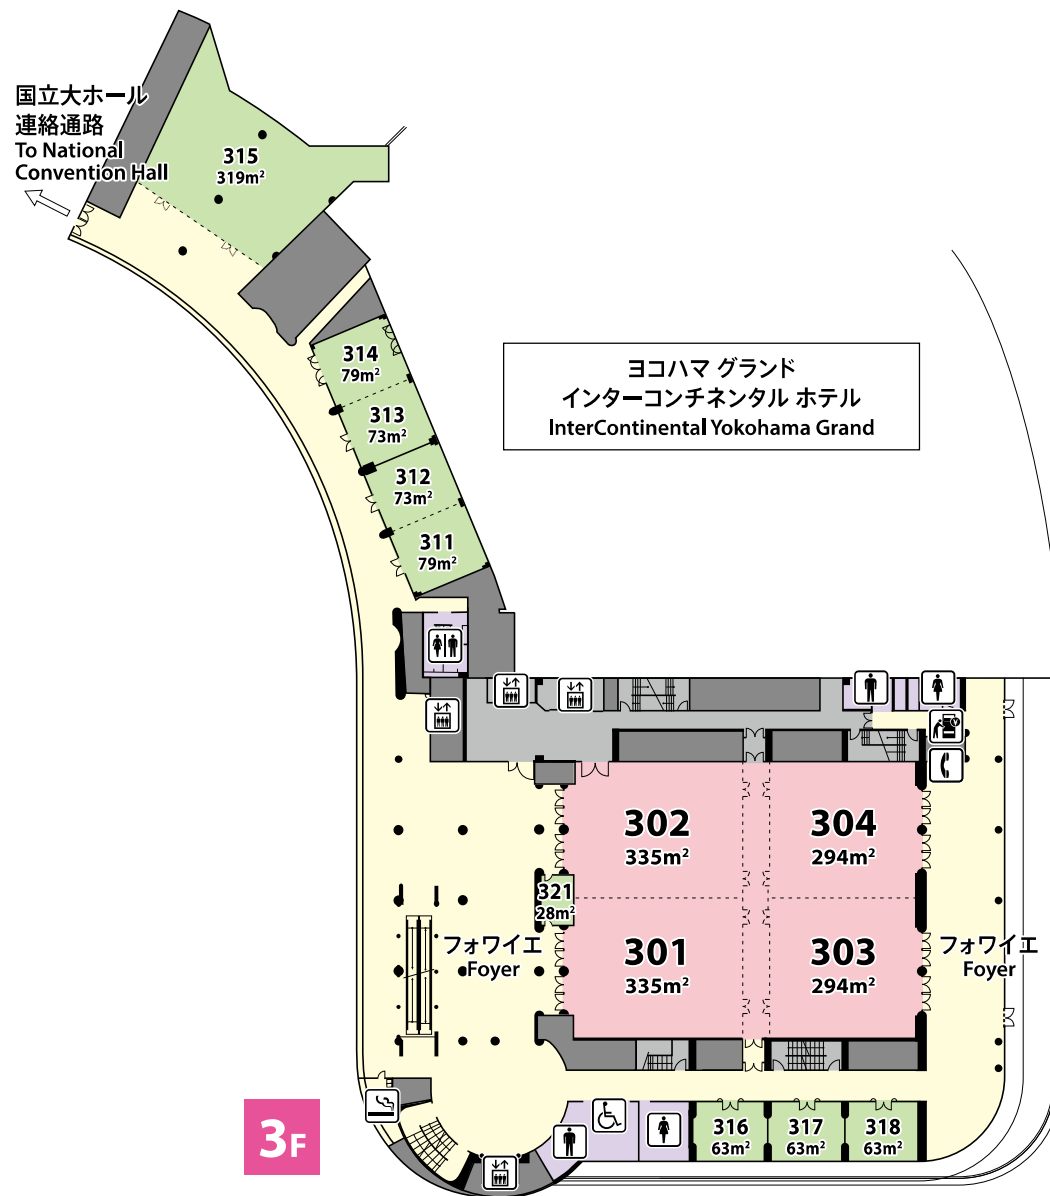 国立大ホール
連絡通路
To National
Convention Hall
315
319m²
314
79m²
313
73m²
312
73m²
311
79m²
ヨコハマ グランド
インターコンチネンタル ホテル
InterContinental Yokohama Grand
302
335m²
304
294m²
321
28m²
301
335m²
303
294m²
フォワイエ
Foyer
フォワイエ
Foyer
316
63m²
317
63m²
318
63m²
3F